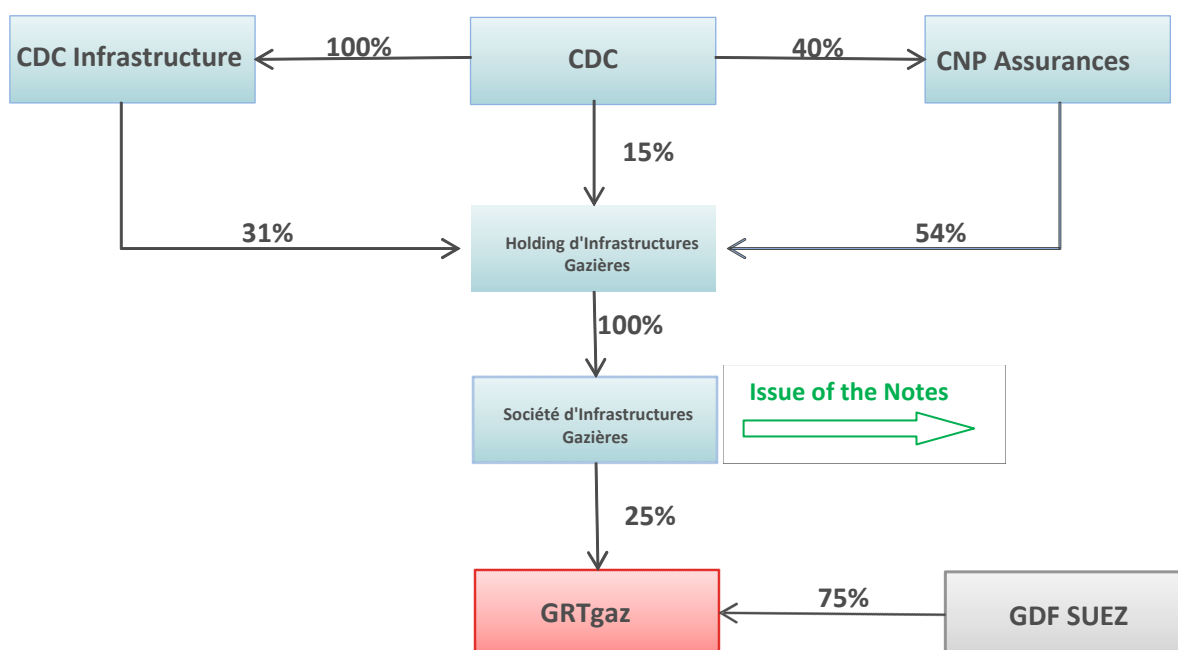 CDC Infrastructure
100%
CDC
40%
CNP Assurances
15%
31%
Holding d'Infrastructures
Gazières
54%
100%
Société d'Infrastructures
Gazières
Issue of the Notes
25%
GRTgaz
75%
GDF SUEZ